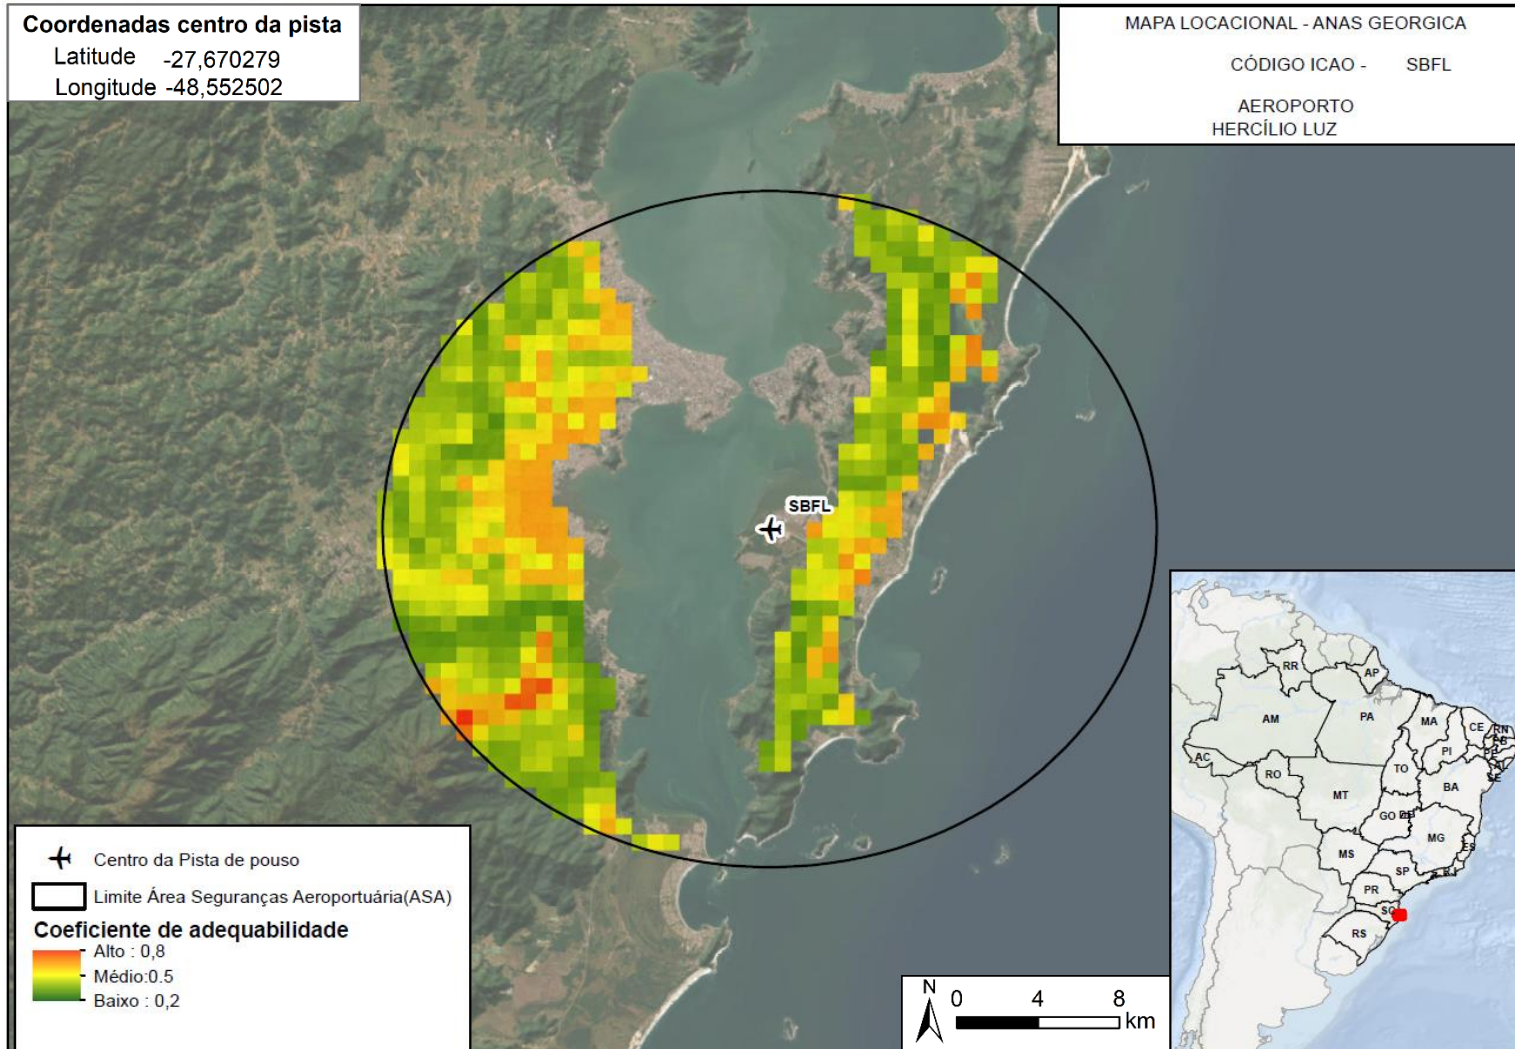 Coordenadas centro da pista
Latitude -27,670279
Longitude -48,552502
MAPA LOCACIONAL - ANAS GEORGICA
CÓDIGO ICAO - SBFL
AEROPORTO
HERCÍLIO LUZ
SBFL
Centro da Pista de pouso
Limite Área Seguranças Aeroportuária(ASA)
Coeficiente de adequabilidade
Alto : 0,8
Médio:0.5
Baixo : 0,2
N
0 4 8
km
RR
AP
AM
PA
MA
CE
RN
PB
PE
AL
SE
PI
AC
TO
RO
BA
MT
GO
DF
MG
ES
MS
SP
RJ
PR
SC
RS